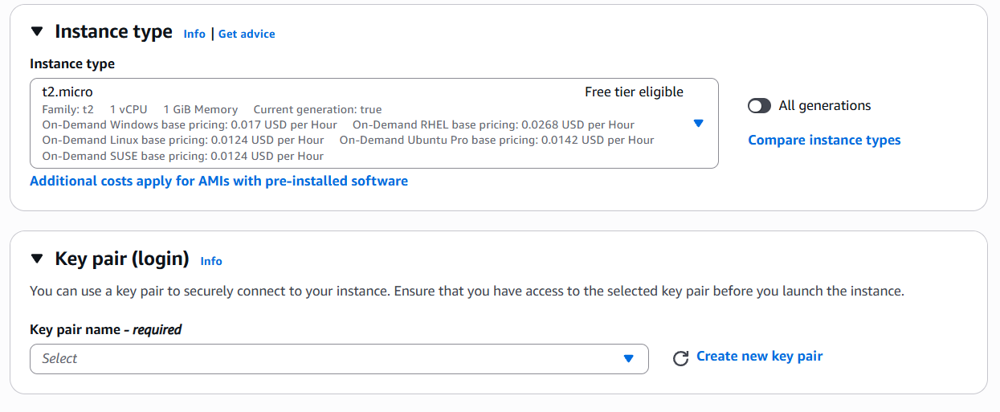 Instance type Info | Get advice
Instance type
t2.micro Free tier eligible
Family: t2 1 vCPU 1 GiB Memory Current generation: true
On-Demand Windows base pricing: 0.017 USD per Hour On-Demand RHEL base pricing: 0.0268 USD per Hour
On-Demand Linux base pricing: 0.0124 USD per Hour On-Demand Ubuntu Pro base pricing: 0.0142 USD per Hour
On-Demand SUSE base pricing: 0.0124 USD per Hour
All generations
Compare instance types
Additional costs apply for AMIs with pre-installed software
Key pair (login) Info
You can use a key pair to securely connect to your instance. Ensure that you have access to the selected key pair before you launch the instance.
Key pair name - required
Select
Create new key pair